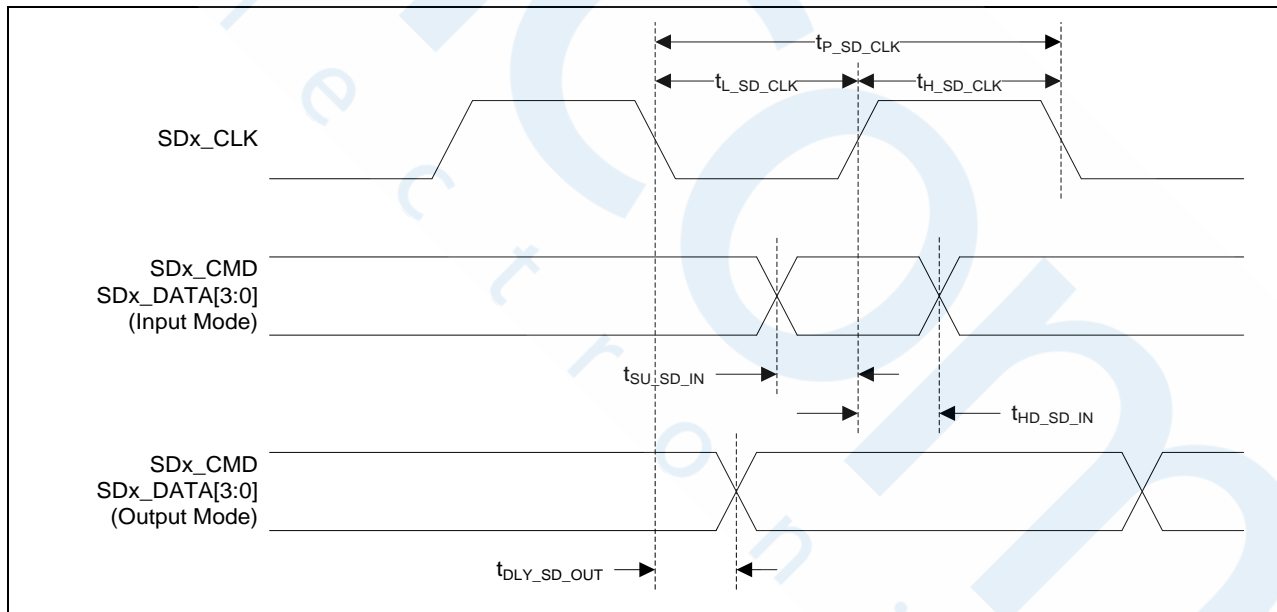 tP_SD_CLK
tL_SD_CLK
tH_SD_CLK
SDx_CLK
SDx_CMD
SDx_DATA[3:0]
(Input Mode)
tSU_SD_IN
tHD_SD_IN
SDx_CMD
SDx_DATA[3:0]
(Output Mode)
tDLY_SD_OUT